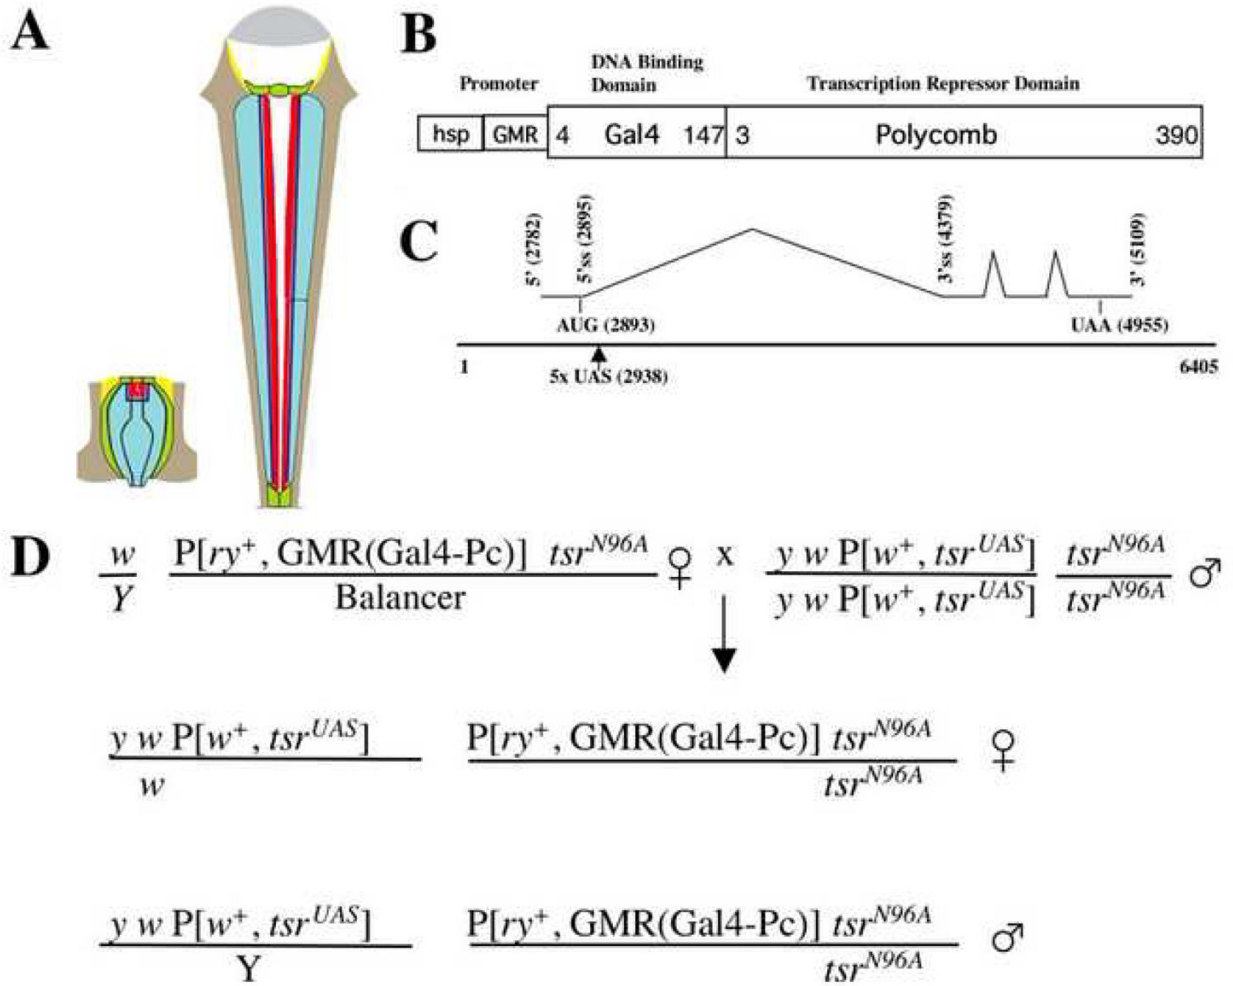 A
B
DNA Binding
Domain
Promoter
Transcription Repressor Domain
hsp GMR 4 Gal4 147 3 Polycomb 390
C
5' (2782)
5'ss (2895)
3'ss (4379)
3' (5109)
AUG (2893)
UAA (4955)
1
5x UAS (2938)
6405
D
w P[ry+, GMR(Gal4-Pc)] tsrN96A ♀ x y w P[w+, tsrUAS] tsrN96A ♂
Y Balancer y w P[w+, tsrUAS] tsrN96A
y w P[w+, tsrUAS] P[ry+, GMR(Gal4-Pc)] tsrN96A ♀
w tsrN96A
y w P[w+, tsrUAS] P[ry+, GMR(Gal4-Pc)] tsrN96A ♂
Y tsrN96A